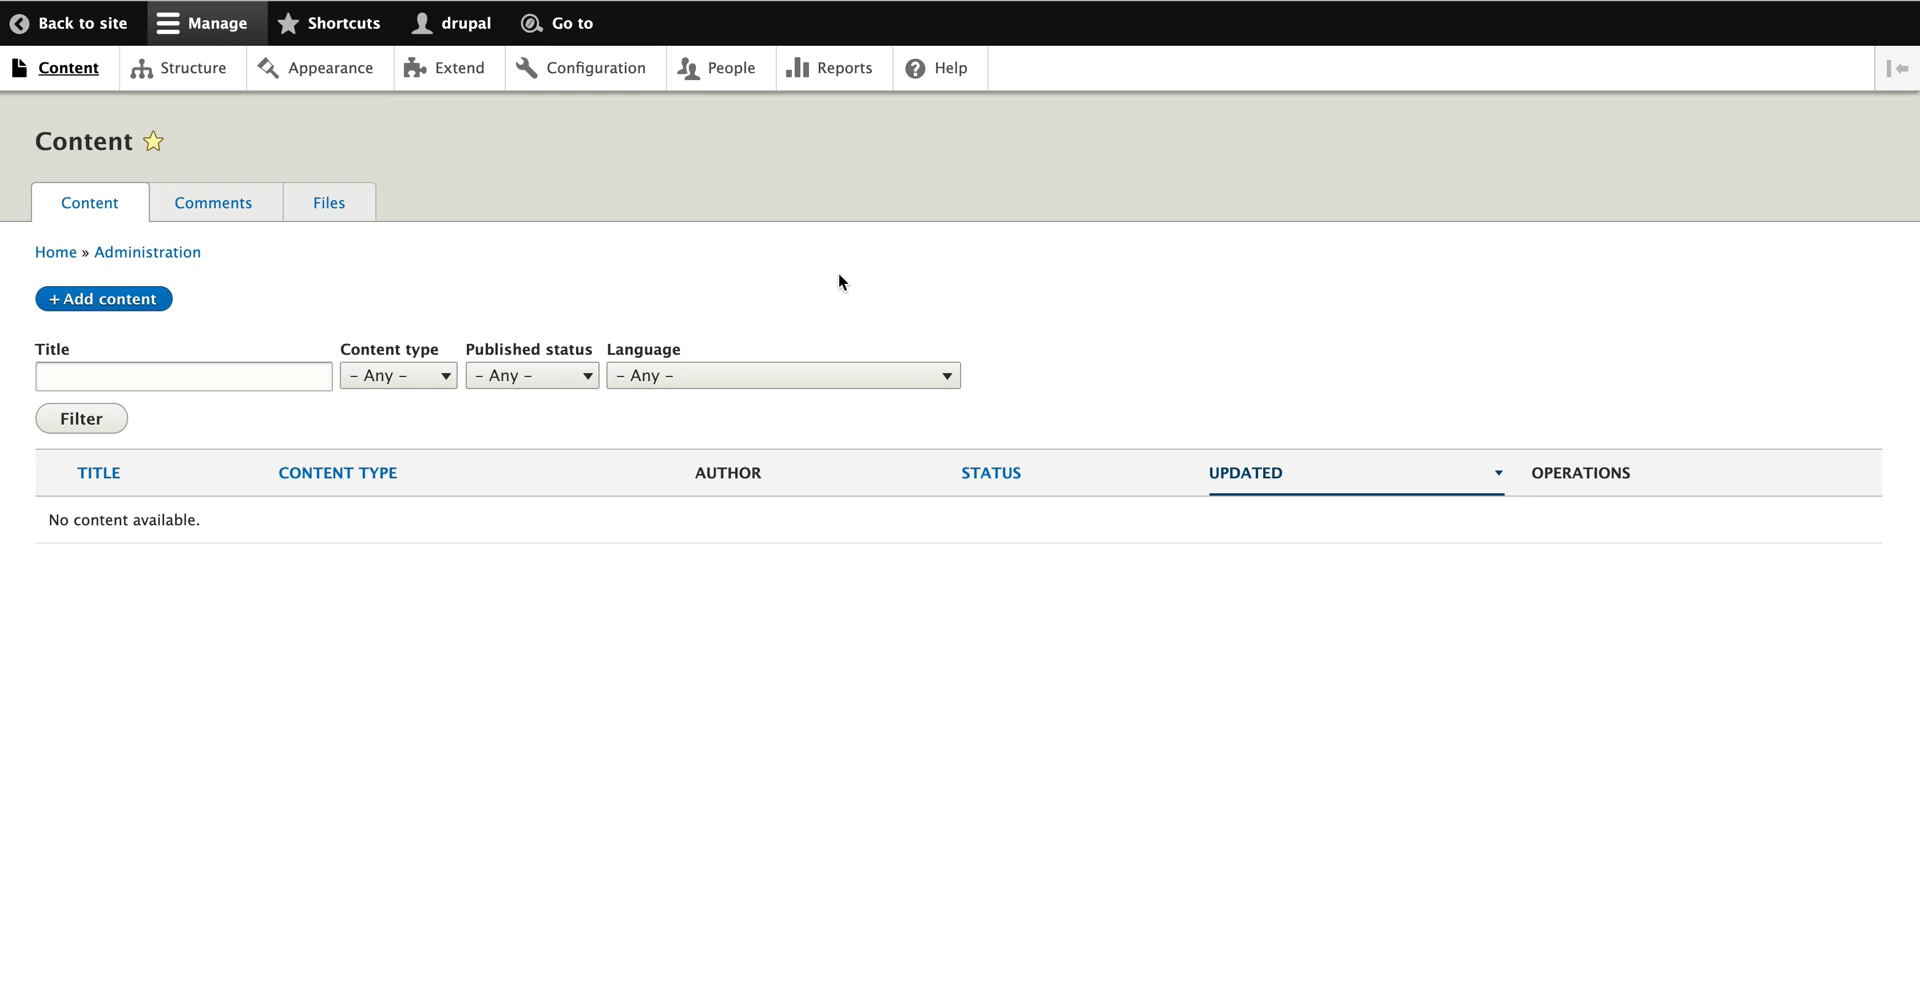 Back to site Manage Shortcuts drupal Go to
Content Structure Appearance Extend Configuration People Reports Help
Content
Content Comments Files
Home » Administration
+ Add content
Title Content type Published status Language
– Any – – Any – – Any –
Filter
TITLE CONTENT TYPE AUTHOR STATUS UPDATED OPERATIONS
No content available.